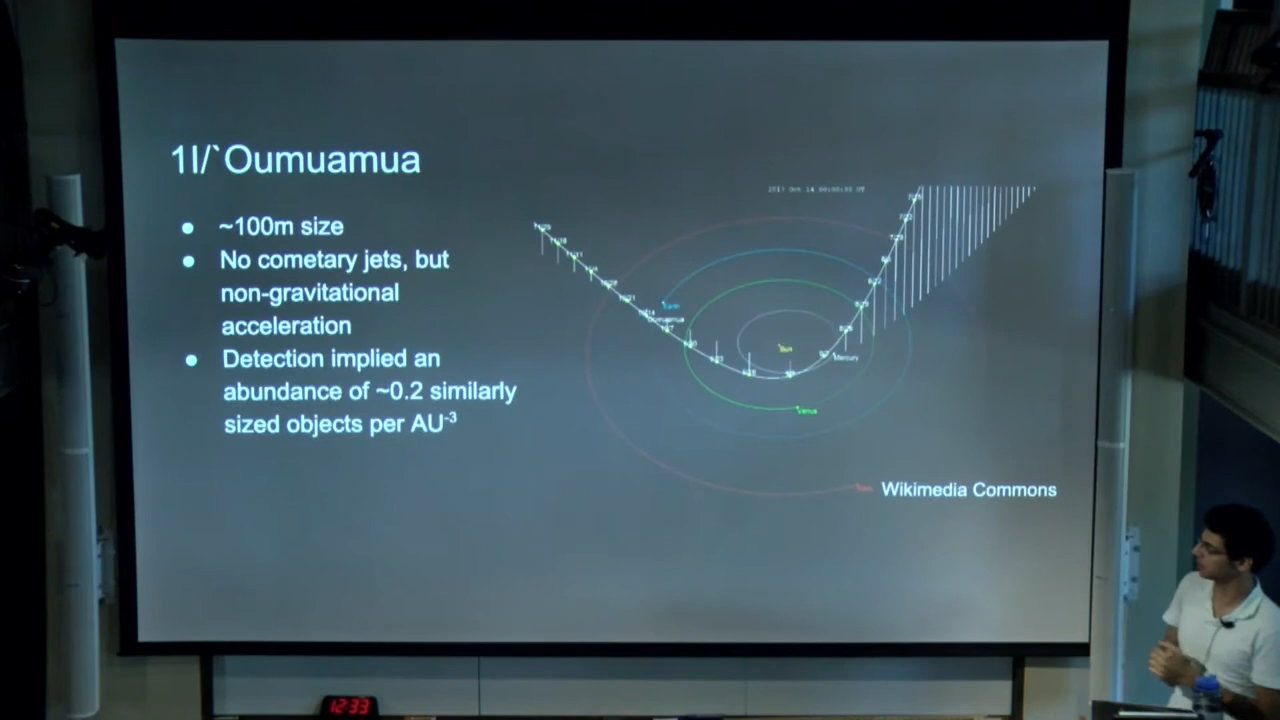 1I/`Oumuamua
● ~100m size
● No cometary jets, but
non-gravitational
acceleration
● Detection implied an
abundance of ~0.2 similarly
sized objects per AU⁻³
Sun
Mercury
Venus
Wikimedia Commons
12:33